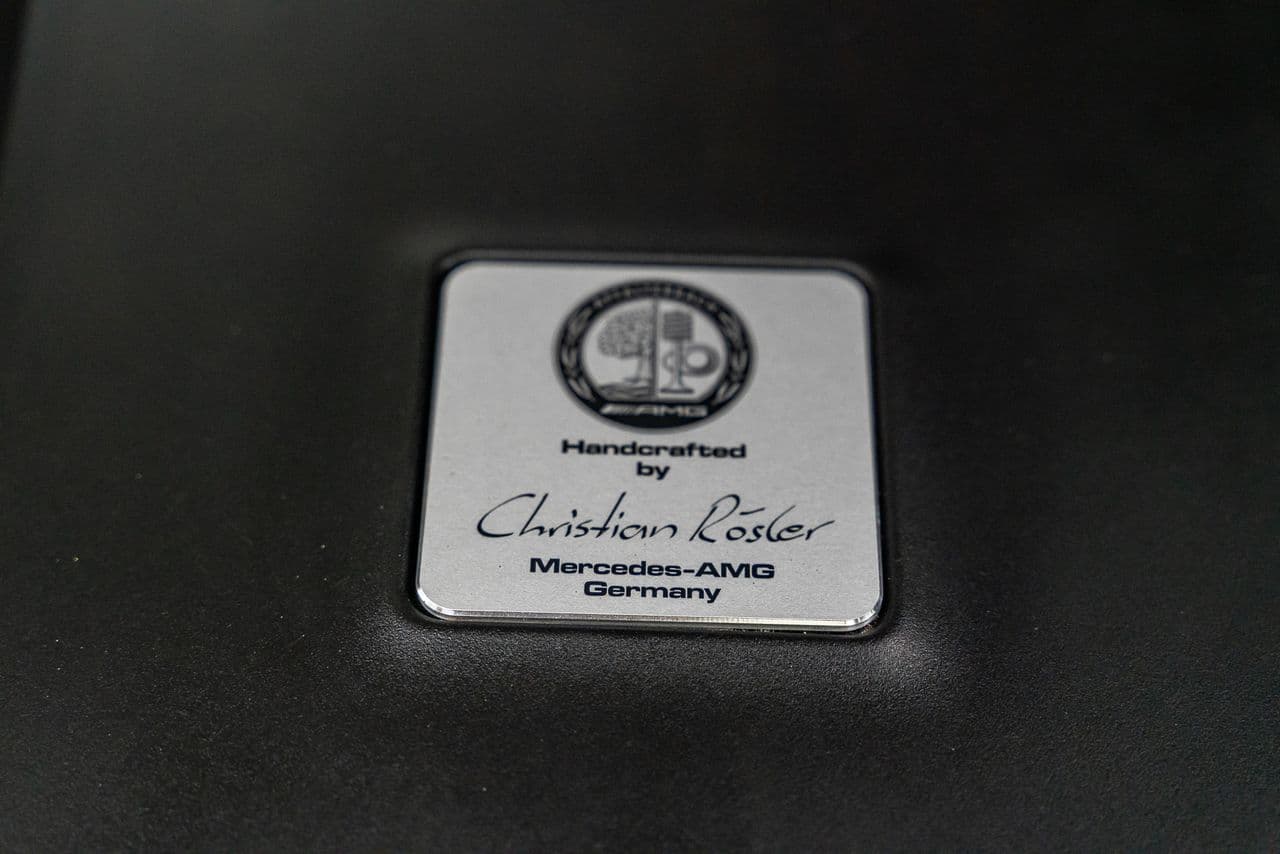 AMG
Handcrafted
by
Christian Rösler
Mercedes-AMG
Germany